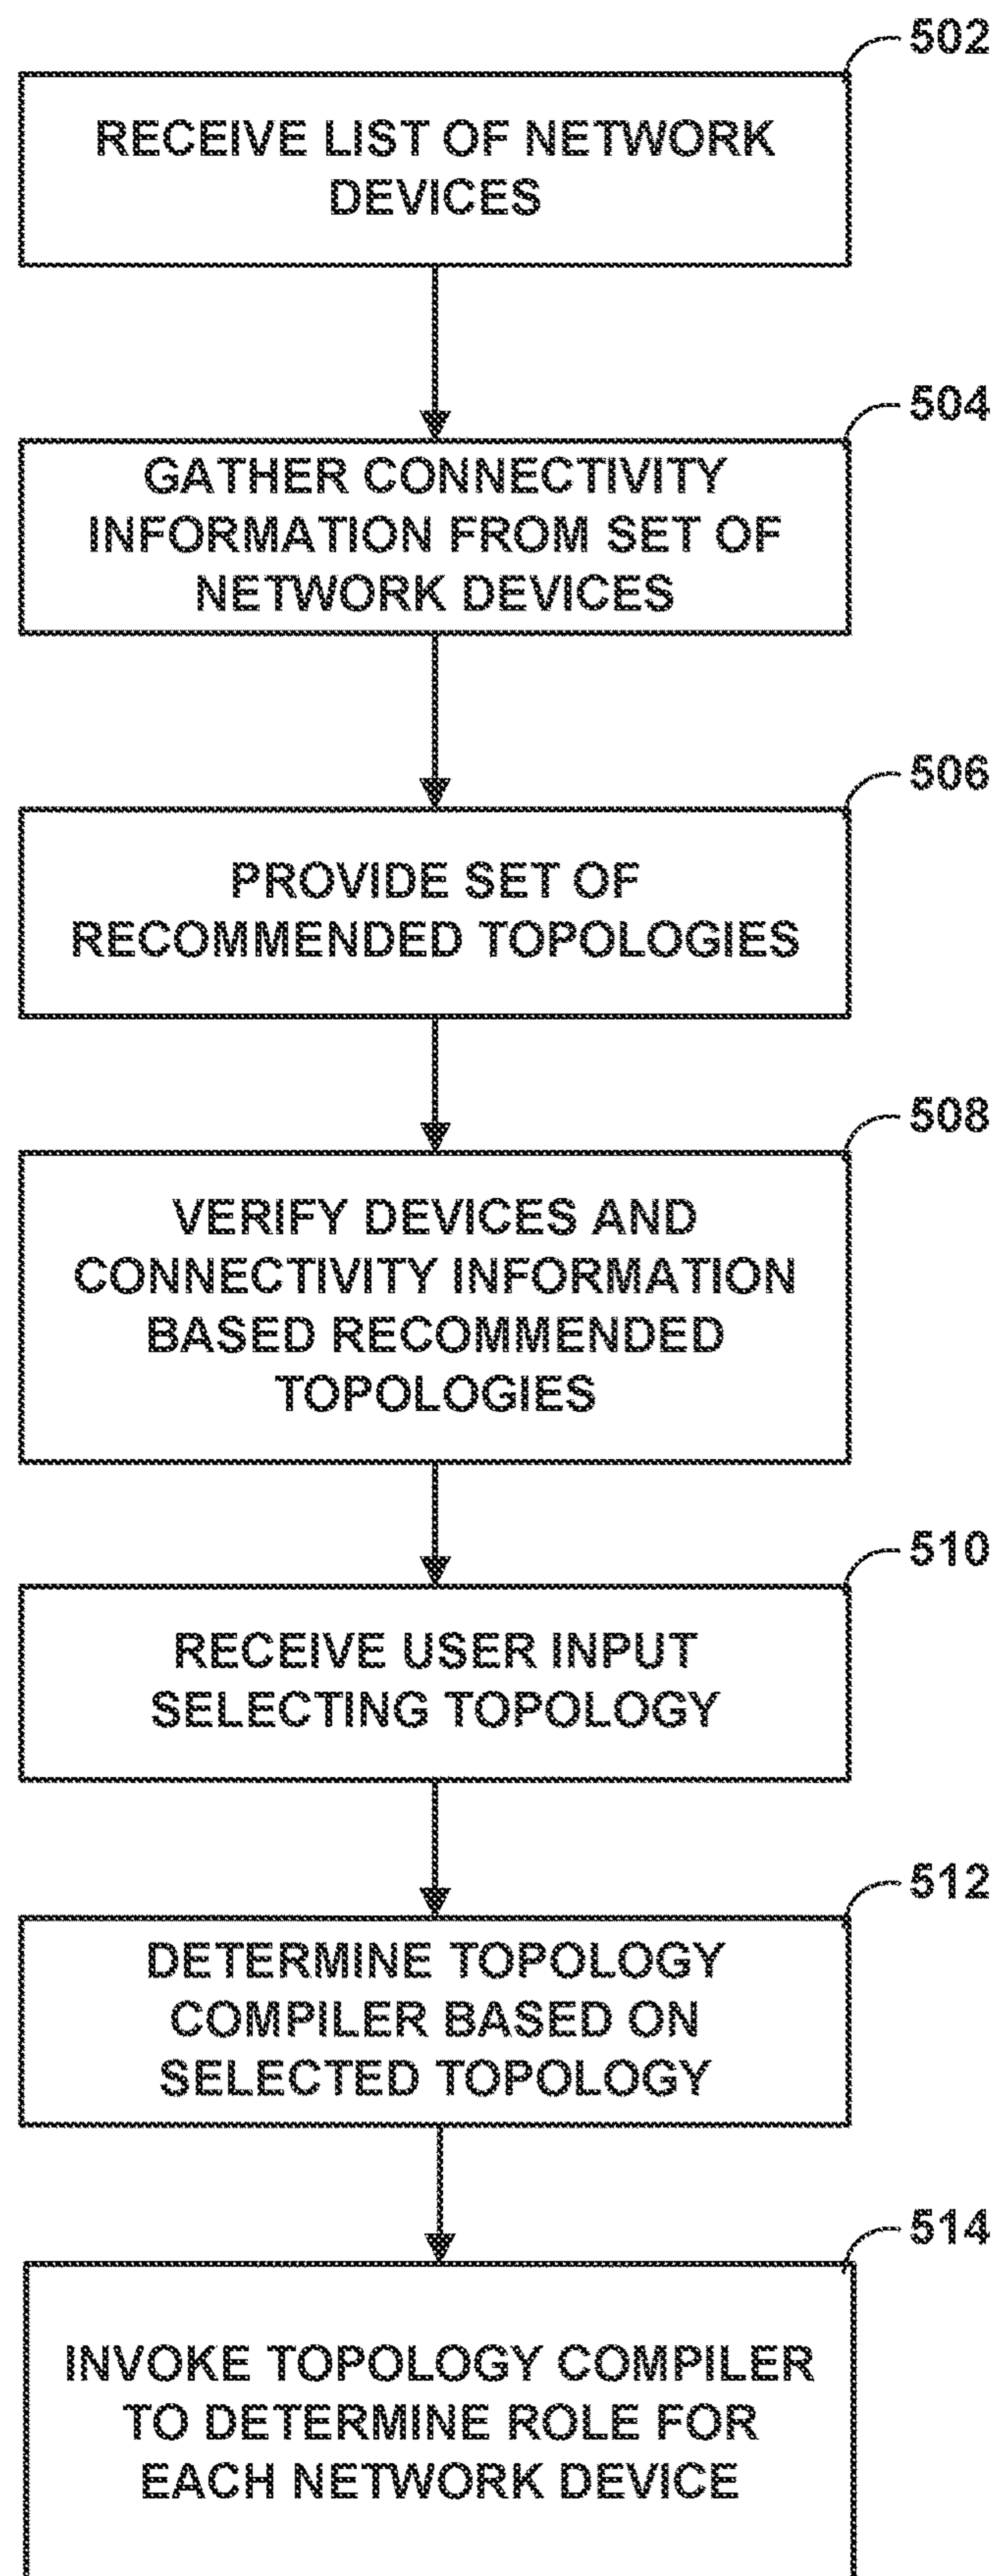 502
RECEIVE LIST OF NETWORK
DEVICES
504
GATHER CONNECTIVITY
INFORMATION FROM SET OF
NETWORK DEVICES
506
PROVIDE SET OF
RECOMMENDED TOPOLOGIES
508
VERIFY DEVICES AND
CONNECTIVITY INFORMATION
BASED RECOMMENDED
TOPOLOGIES
510
RECEIVE USER INPUT
SELECTING TOPOLOGY
512
DETERMINE TOPOLOGY
COMPILER BASED ON
SELECTED TOPOLOGY
514
INVOKE TOPOLOGY COMPILER
TO DETERMINE ROLE FOR
EACH NETWORK DEVICE